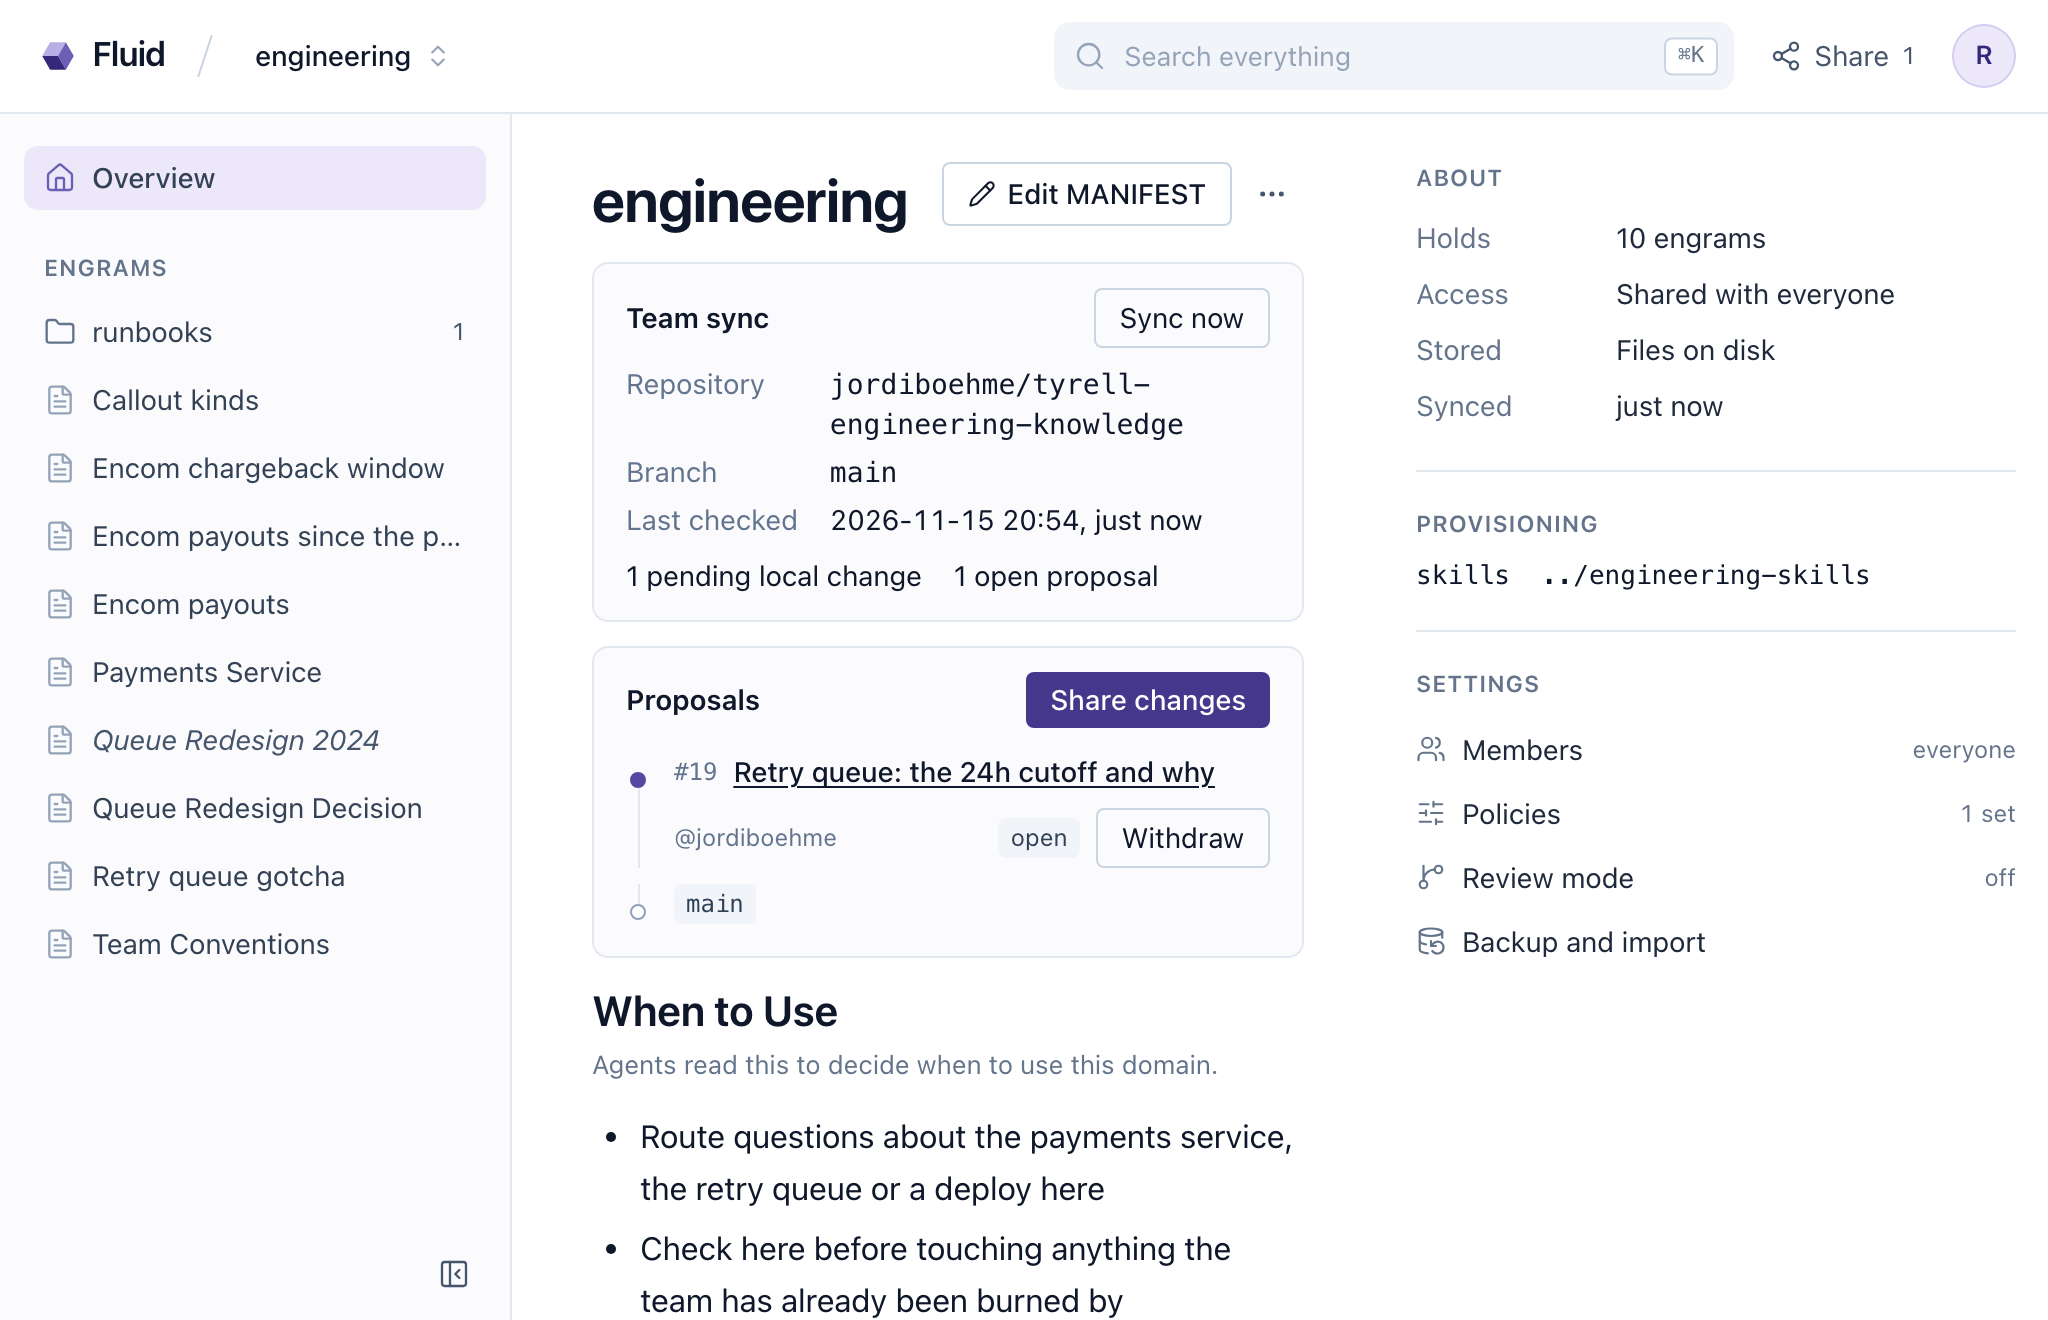 Fluid
engineering
Search everything
⌘K
Share 1
R
Overview
ENGRAMS
runbooks 1
Callout kinds
Encom chargeback window
Encom payouts since the p...
Encom payouts
Payments Service
Queue Redesign 2024
Queue Redesign Decision
Retry queue gotcha
Team Conventions
engineering
Edit MANIFEST
Team sync
Sync now
Repository jordiboehme/tyrell-
engineering-knowledge
Branch main
Last checked 2026-11-15 20:54, just now
1 pending local change 1 open proposal
Proposals
Share changes
#19 Retry queue: the 24h cutoff and why
@jordiboehme open Withdraw
main
When to Use
Agents read this to decide when to use this domain.
• Route questions about the payments service,
the retry queue or a deploy here
• Check here before touching anything the
team has already been burned by
ABOUT
Holds 10 engrams
Access Shared with everyone
Stored Files on disk
Synced just now
PROVISIONING
skills ../engineering-skills
SETTINGS
Members everyone
Policies 1 set
Review mode off
Backup and import